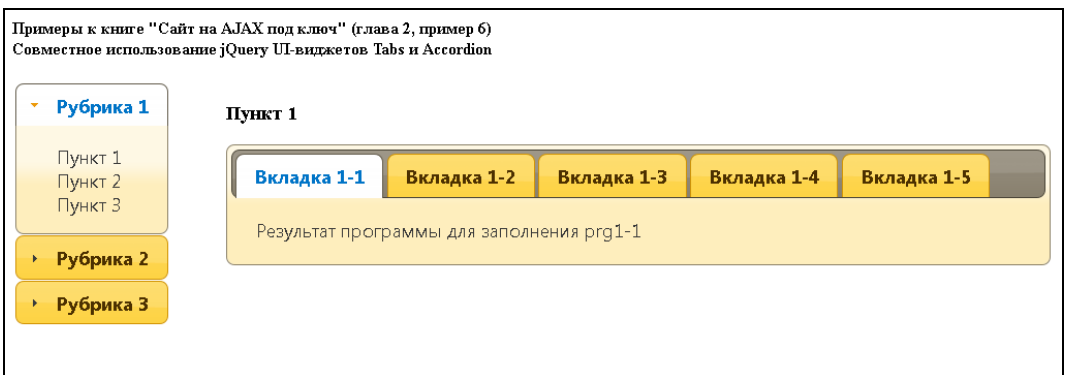 Примеры к книге "Сайт на AJAX под ключ" (глава 2, пример 6)
Совместное использование jQuery UI-виджетов Tabs и Accordion
Рубрика 1
Пункт 1
Пункт 2
Пункт 3
Рубрика 2
Рубрика 3
Пункт 1
Вкладка 1-1 Вкладка 1-2 Вкладка 1-3 Вкладка 1-4 Вкладка 1-5
Результат программы для заполнения prg1-1